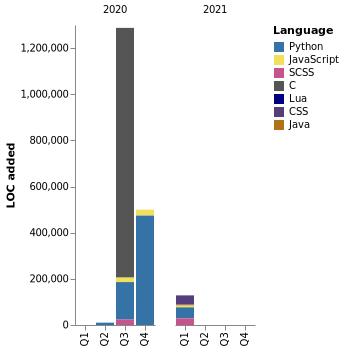 2020 2021
Language
Python
JavaScript
SCSS
C
Lua
CSS
Java
LOC added
1,200,000
1,000,000
800,000
600,000
400,000
200,000
0
Q1 Q2 Q3 Q4 Q1 Q2 Q3 Q4